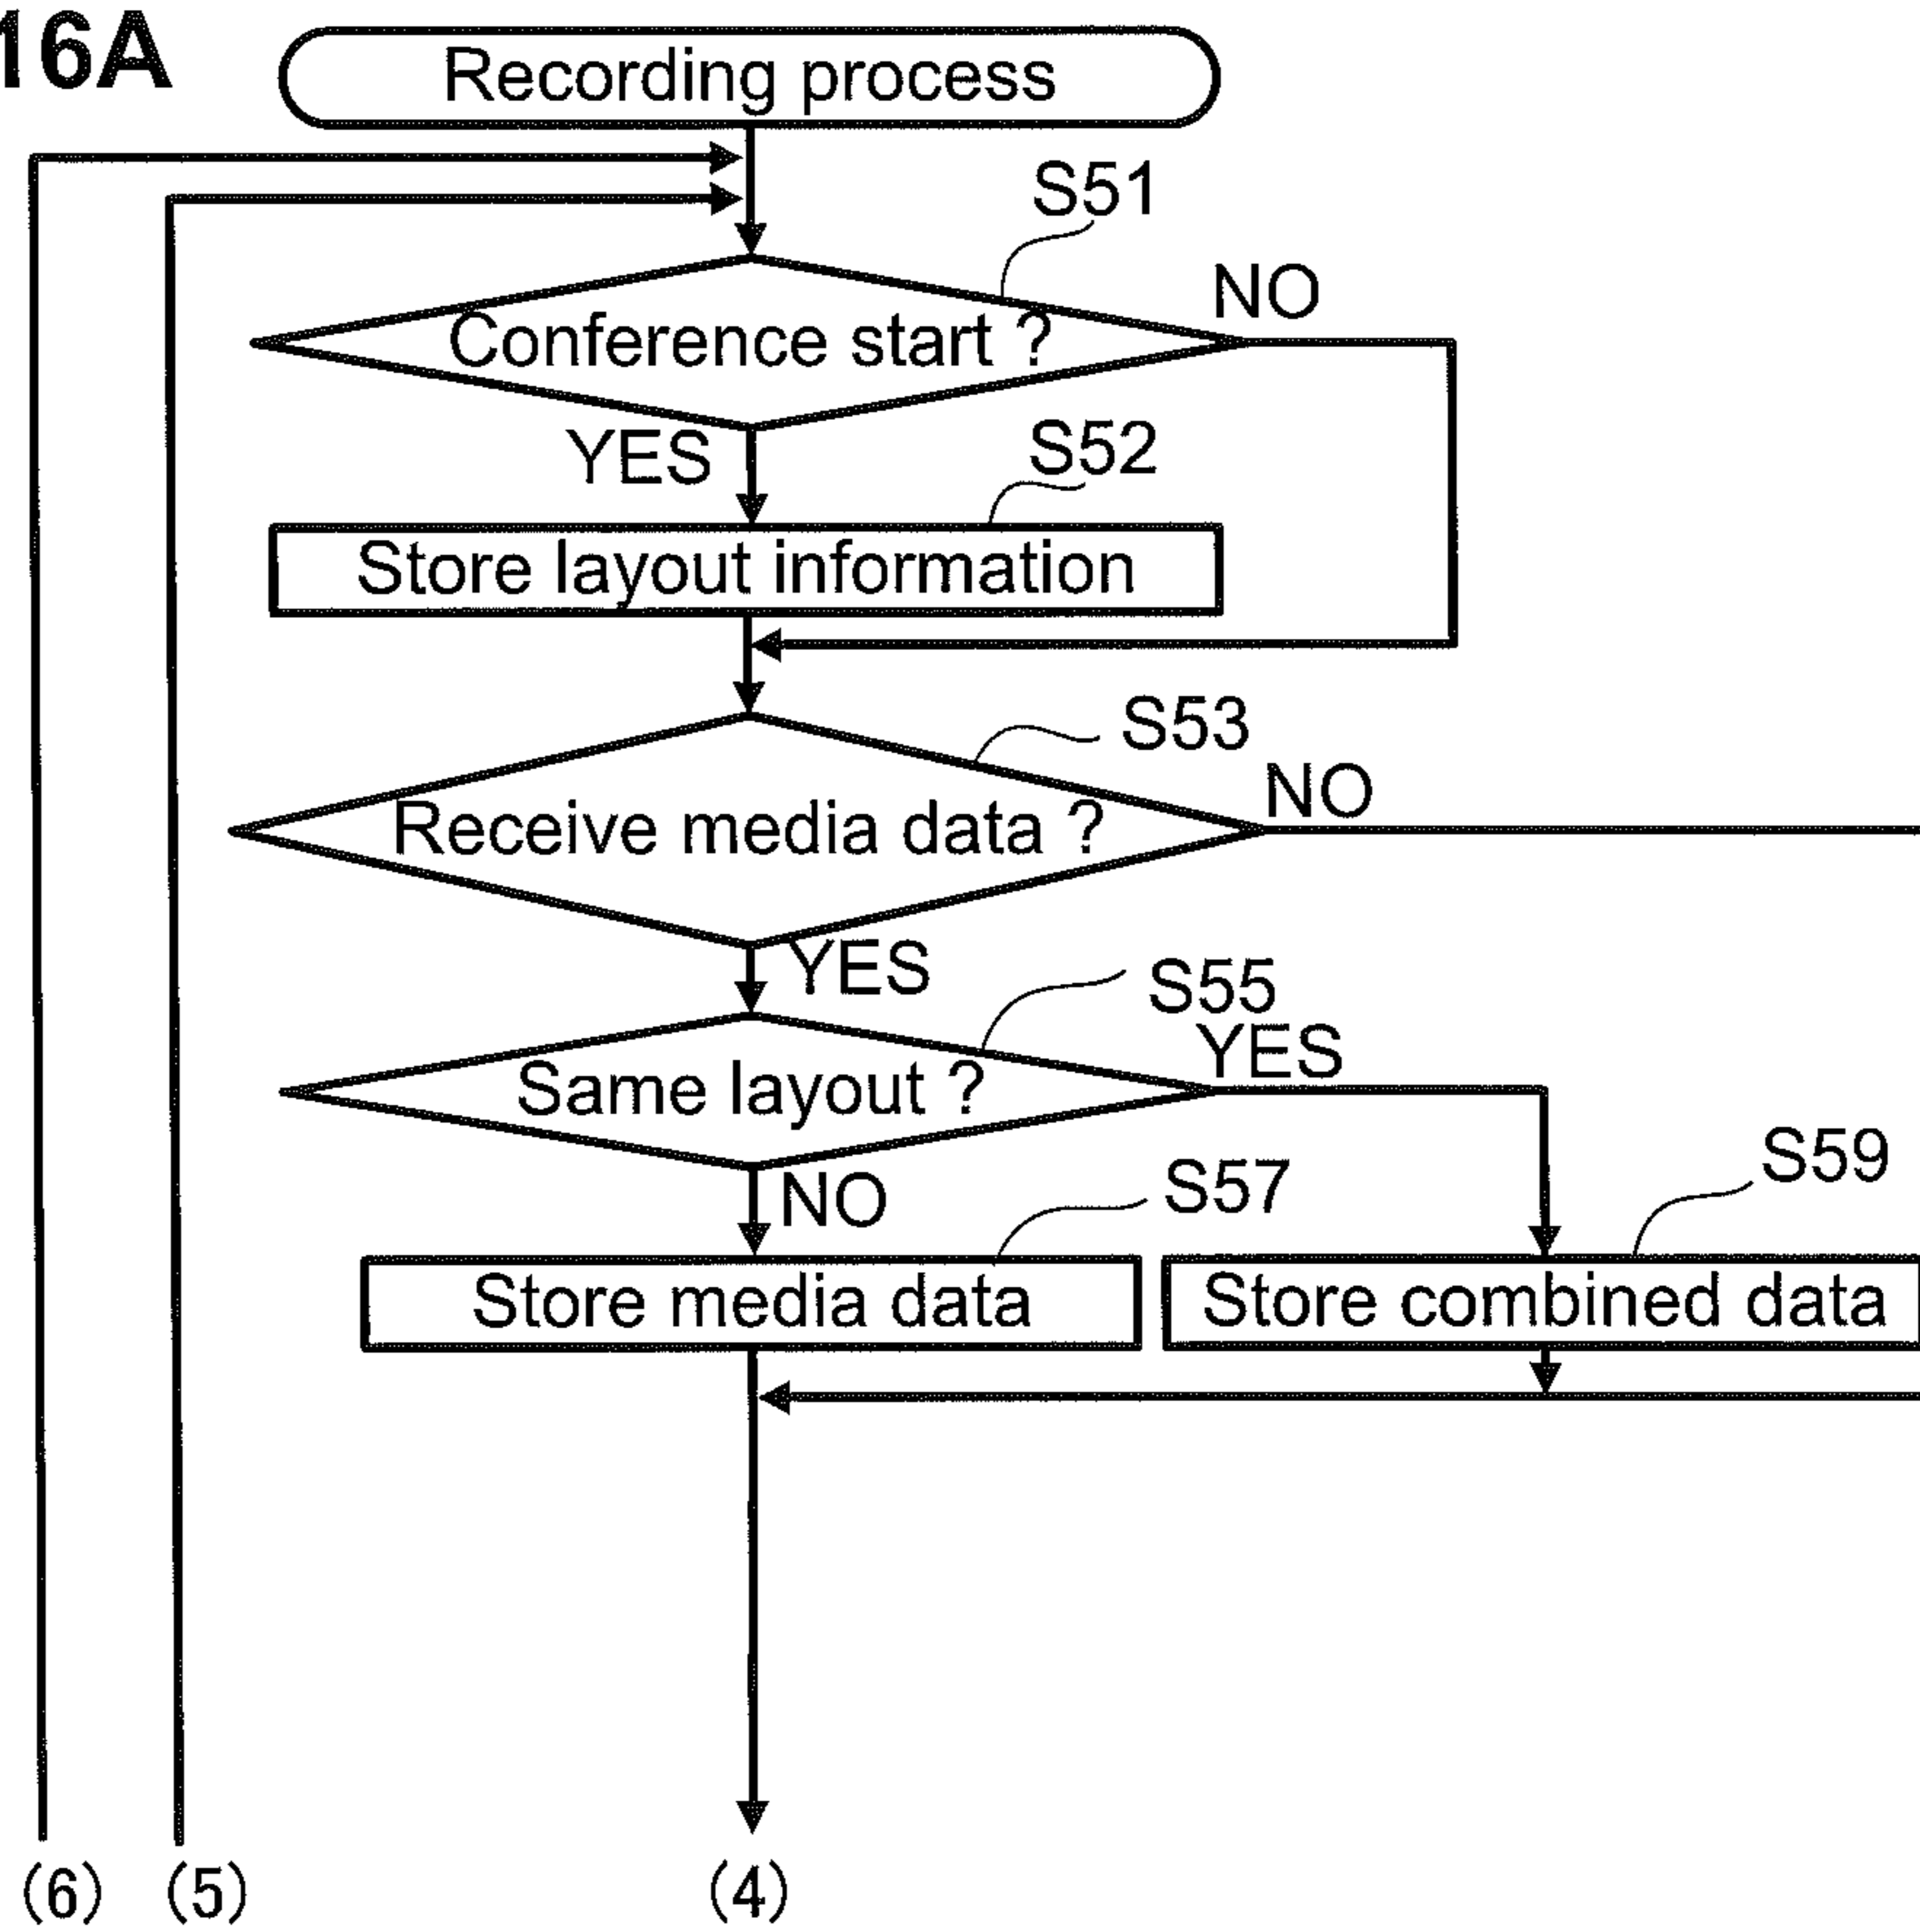 16A
Recording process
S51
NO
Conference start ?
YES
S52
Store layout information
S53
NO
Receive media data ?
YES
S55
YES
Same layout ?
NO
S57
S59
Store media data
Store combined data
(6)
(5)
(4)